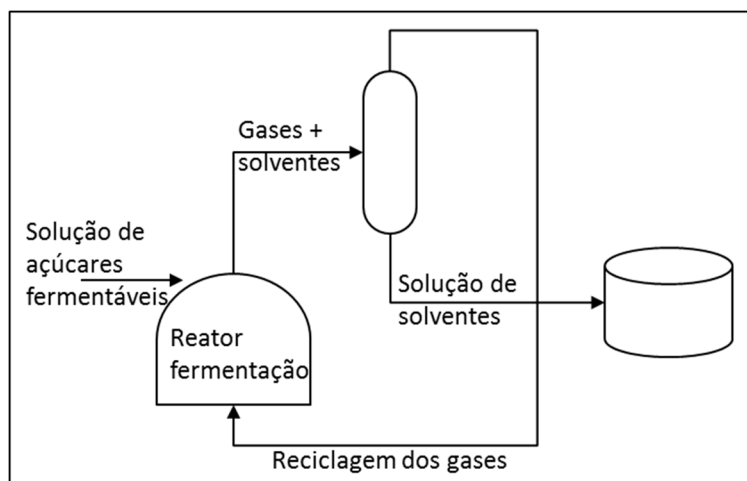 Gases +
solventes
Solução de
açúcares
fermentáveis
Solução de
solventes
Reator
fermentação
Reciclagem dos gases